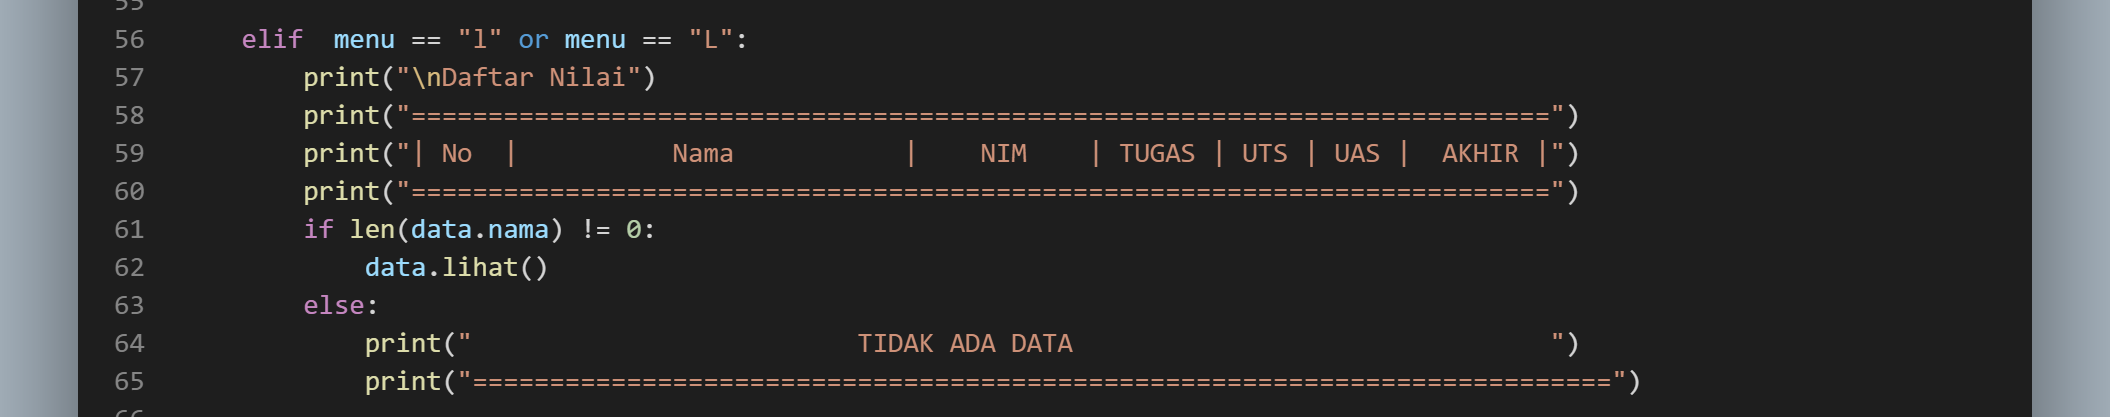 56 elif  menu == "l" or menu == "L":
57 print("\nDaftar Nilai")
58 print("==========================================================================")
59 print("| No  |          Nama           |    NIM    | TUGAS | UTS | UAS |  AKHIR |")
60 print("==========================================================================")
61 if len(data.nama) != 0:
62 data.lihat()
63 else:
64 print("                         TIDAK ADA DATA                               ")
65 print("==========================================================================")